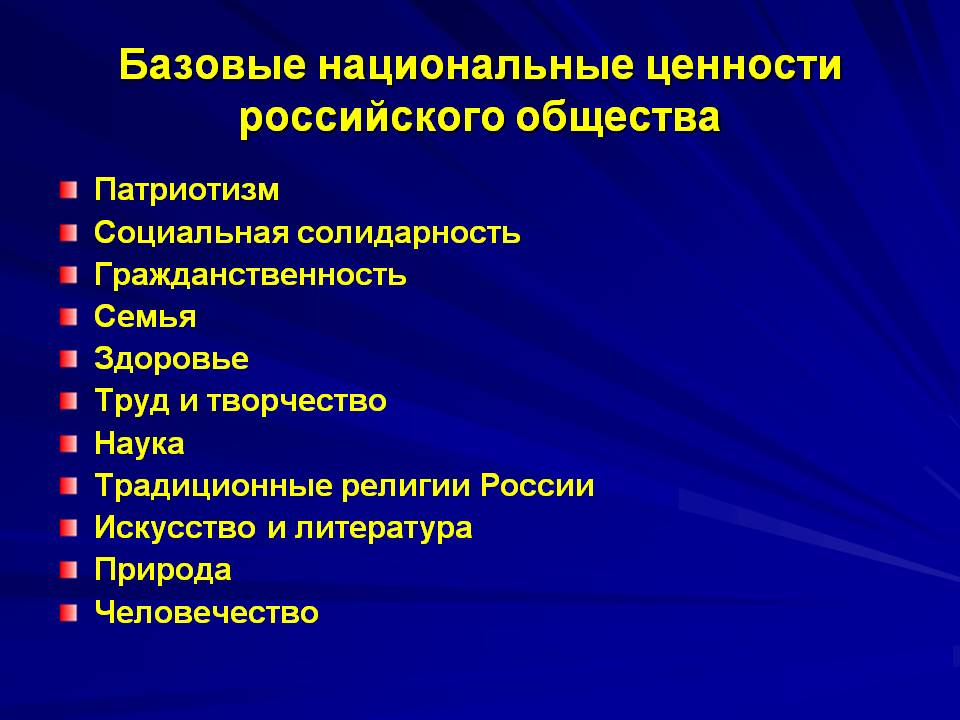 Базовые национальные ценности
российского общества
Патриотизм
Социальная солидарность
Гражданственность
Семья
Здоровье
Труд и творчество
Наука
Традиционные религии России
Искусство и литература
Природа
Человечество